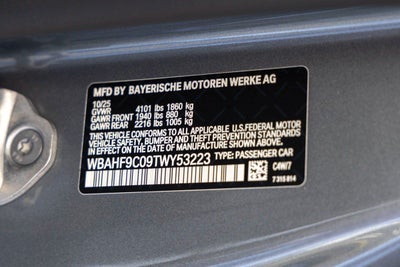 MFD BY BAYERISCHE MOTOREN WERKE AG
10/25
GVWR 4101 lbs 1860 kg
GAWR FRONT 1940 lbs 880 kg
GAWR REAR 2216 lbs 1005 kg
THIS VEHICLE CONFORMS TO ALL APPLICABLE U.S.FEDERAL MOTOR
VEHICLE SAFETY, BUMPER, AND THEFT PREVENTION STANDARDS
IN EFFECT ON THE DATE OF MANUFACTURE SHOWN ABOVE.
WBAHF9C09TWY53223 TYPE: PASSENGER CAR
C4W/7
7 315 814